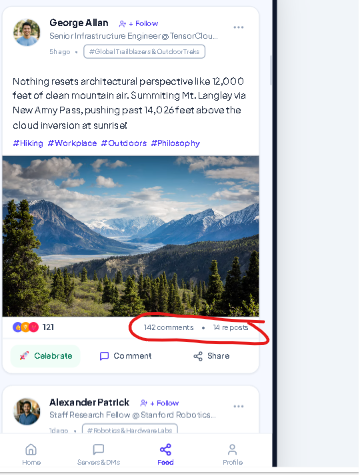 George Allan + Follow
Senior Infrastructure Engineer @ TensorClou...
5h ago • #GlobalTrailblazers & OutdoorTreks
Nothing resets architectural perspective like 12,000
feet of clean mountain air. Summiting Mt. Langley via
New Army Pass, pushing past 14,026 feet above the
cloud inversion at sunrise!
#Hiking #Workplace #Outdoors #Philosophy
121 142 comments • 14 reposts
Celebrate Comment Share
Alexander Patrick + Follow
Staff Research Fellow @ Stanford Robotics...
1d ago • #Robotics & Hardware Labs
Home Servers & DMs Feed Profile